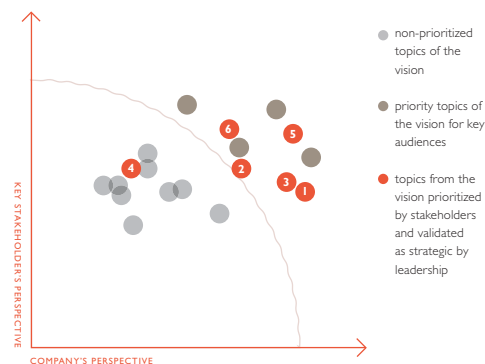 non-prioritized
topics of the
vision
priority topics of
the vision for key
audiences
topics from the
vision prioritized
by stakeholders
and validated
as strategic by
leadership
6
5
4
2
3
1
KEY STAKEHOLDER'S PERSPECTIVE
COMPANY'S PERSPECTIVE